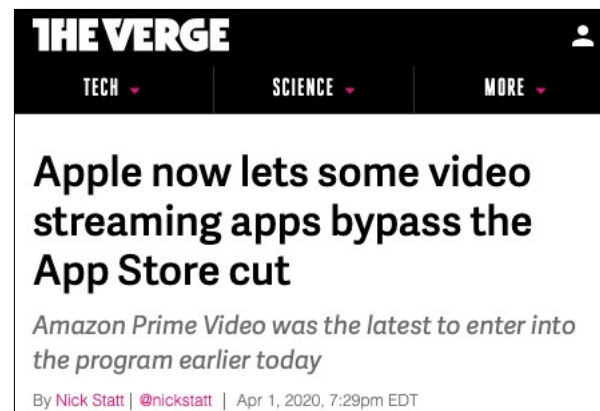 THE VERGE
TECH SCIENCE MORE
Apple now lets some video
streaming apps bypass the
App Store cut
Amazon Prime Video was the latest to enter into
the program earlier today
By Nick Statt | @nickstatt | Apr 1, 2020, 7:29pm EDT